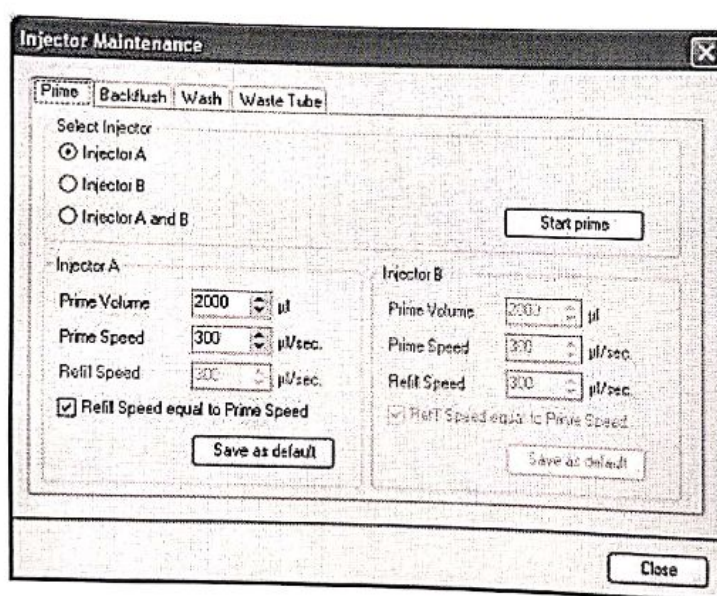 Injector Maintenance
Prime Backflush Wash Waste Tube
Select Injector
Injector A
Injector B
Injector A and B
Start prime
Injector A
Prime Volume 2000 µl
Prime Speed 300 µl/sec.
Refill Speed 300 µl/sec.
Refill Speed equal to Prime Speed
Save as default
Injector B
Prime Volume 2000 µl
Prime Speed 300 µl/sec.
Refill Speed 300 µl/sec.
Refill Speed equal to Prime Speed
Save as default
Close